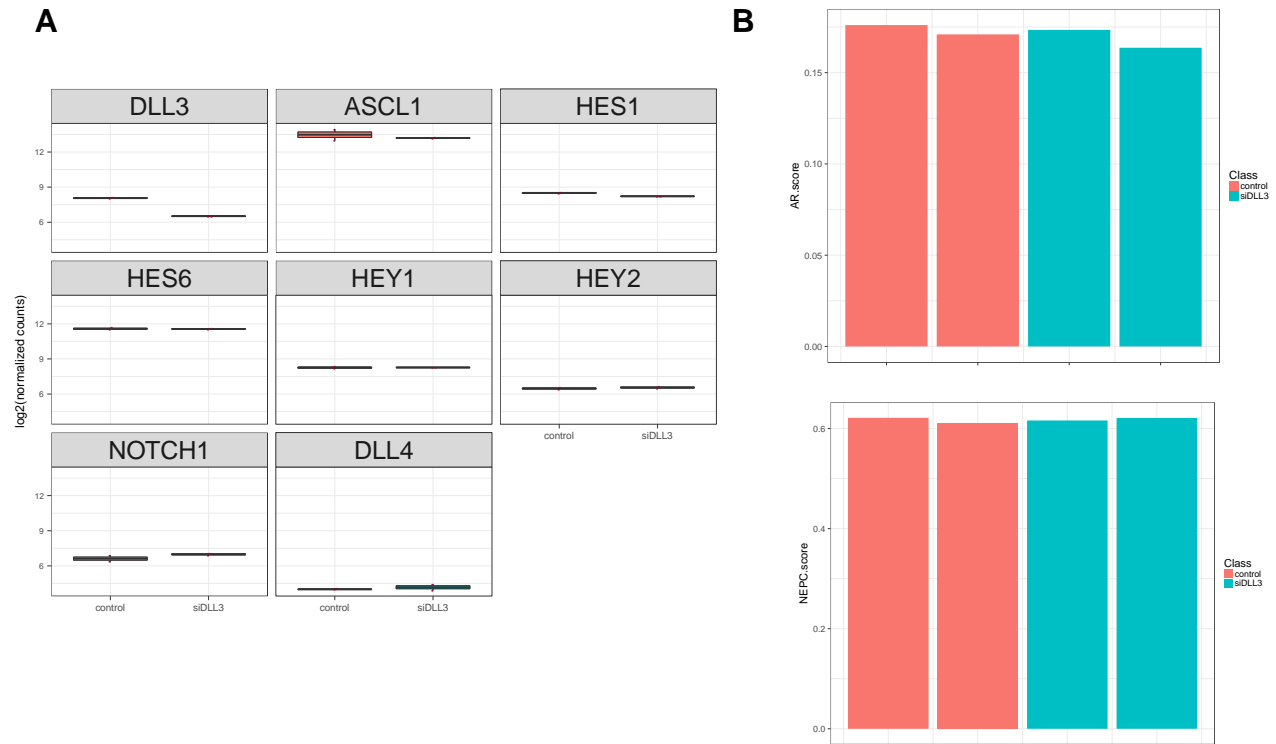 A
DLL3 ASCL1 HES1
12
9
6
HES6 HEY1 HEY2
12
9
6
control siDLL3
NOTCH1 DLL4
12
9
6
control siDLL3 control siDLL3
log2(normalized counts)
B
0.15
0.10
0.05
0.00
AR.score
Class
control
siDLL3
0.6
0.4
0.2
0.0
NEPC.score
Class
control
siDLL3